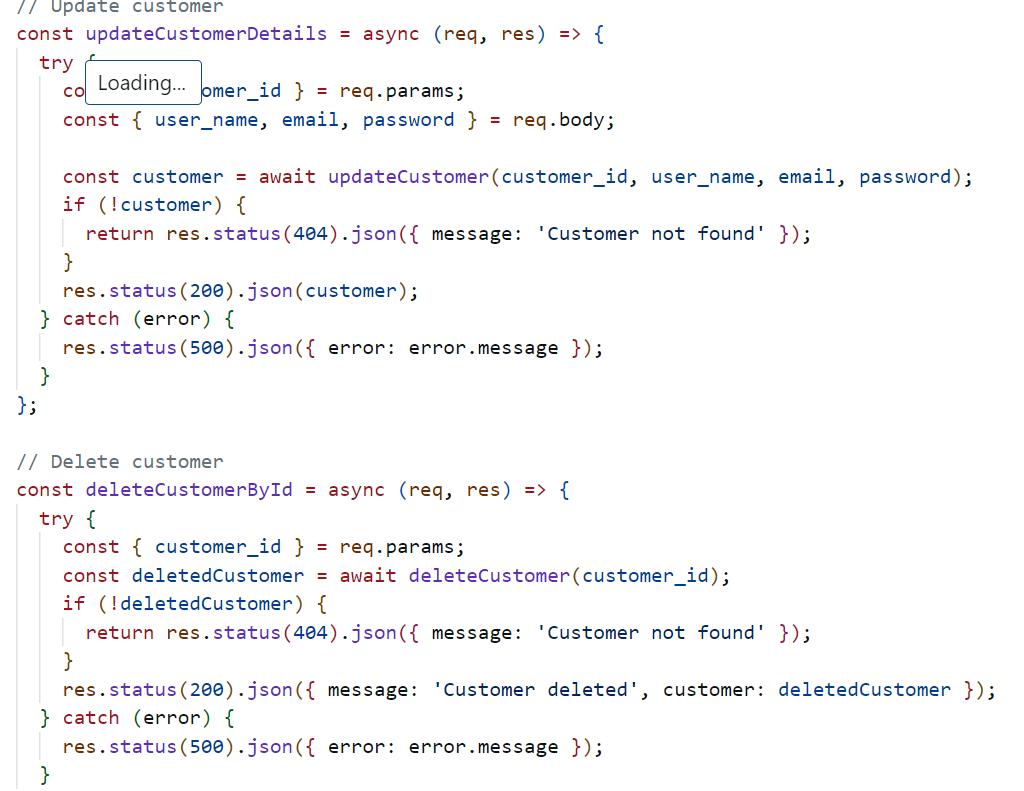 // Update customer
const updateCustomerDetails = async (req, res) => {
try {
co Loading... omer_id } = req.params;
const { user_name, email, password } = req.body;
const customer = await updateCustomer(customer_id, user_name, email, password);
if (!customer) {
return res.status(404).json({ message: 'Customer not found' });
}
res.status(200).json(customer);
} catch (error) {
res.status(500).json({ error: error.message });
}
};
// Delete customer
const deleteCustomerById = async (req, res) => {
try {
const { customer_id } = req.params;
const deletedCustomer = await deleteCustomer(customer_id);
if (!deletedCustomer) {
return res.status(404).json({ message: 'Customer not found' });
}
res.status(200).json({ message: 'Customer deleted', customer: deletedCustomer });
} catch (error) {
res.status(500).json({ error: error.message });
}